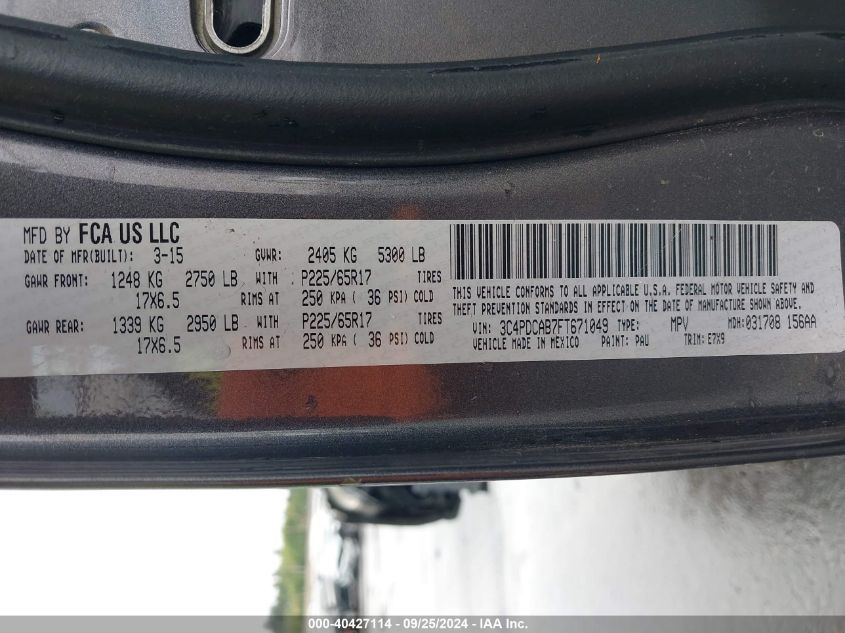 MFD BY FCA US LLC
DATE OF MFR(BUILT): 3-15 GVWR: 2405 KG 5300 LB
GAWR FRONT: 1248 KG 2750 LB WITH P225/65R17 TIRES
17X6.5 RIMS AT 250 KPA ( 36 PSI) COLD
GAWR REAR: 1339 KG 2950 LB WITH P225/65R17 TIRES
17X6.5 RIMS AT 250 KPA ( 36 PSI) COLD
THIS VEHICLE CONFORMS TO ALL APPLICABLE U.S.A. FEDERAL MOTOR VEHICLE SAFETY AND
THEFT PREVENTION STANDARDS IN EFFECT ON THE DATE OF MANUFACTURE SHOWN ABOVE.
VIN: 3C4PDCAB7FT671049 TYPE: MPV MDH:031708 156AA
VEHICLE MADE IN MEXICO PAINT: PAU TRIM: E7X9
000-40427114 - 09/25/2024 - IAA Inc.